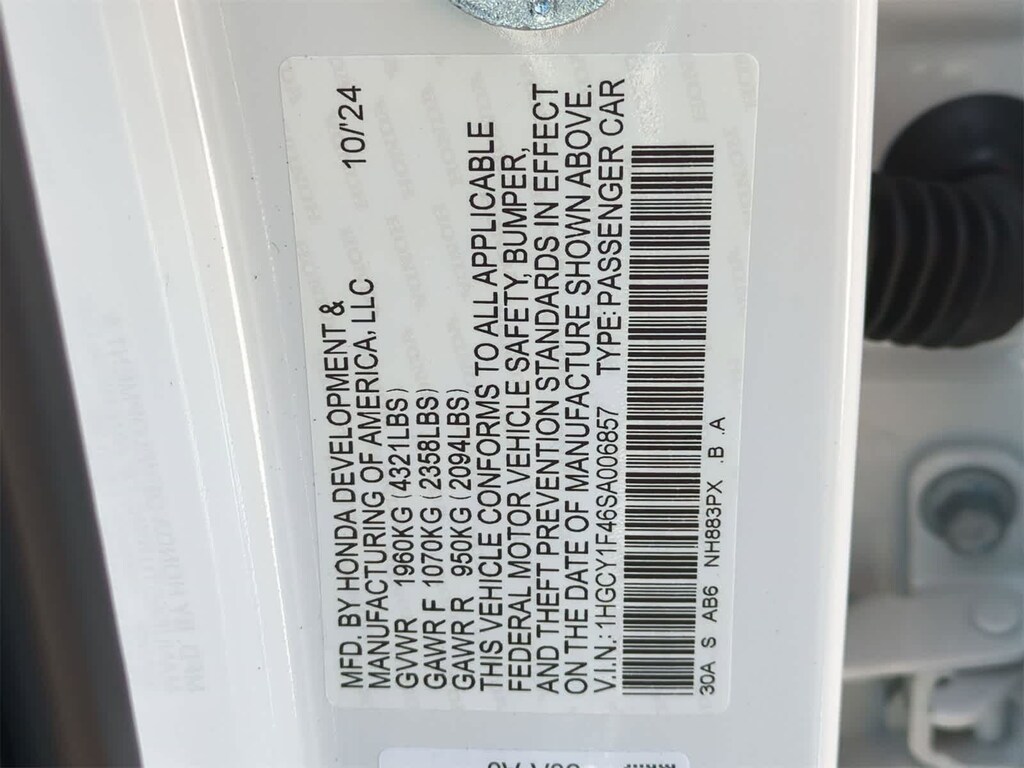 MFD. BY HONDA DEVELOPMENT & 
MANUFACTURING OF AMERICA, LLC 10/'24
GVWR 1960KG (4321LBS)
GAWR F 1070KG (2358LBS)
GAWR R 950KG (2094LBS)
THIS VEHICLE CONFORMS TO ALL APPLICABLE
FEDERAL MOTOR VEHICLE SAFETY, BUMPER,
AND THEFT PREVENTION STANDARDS IN EFFECT
ON THE DATE OF MANUFACTURE SHOWN ABOVE.
V.I.N.: 1HGCY1F46SA006857 TYPE: PASSENGER CAR
30A S AB6 NH883PX .B .A